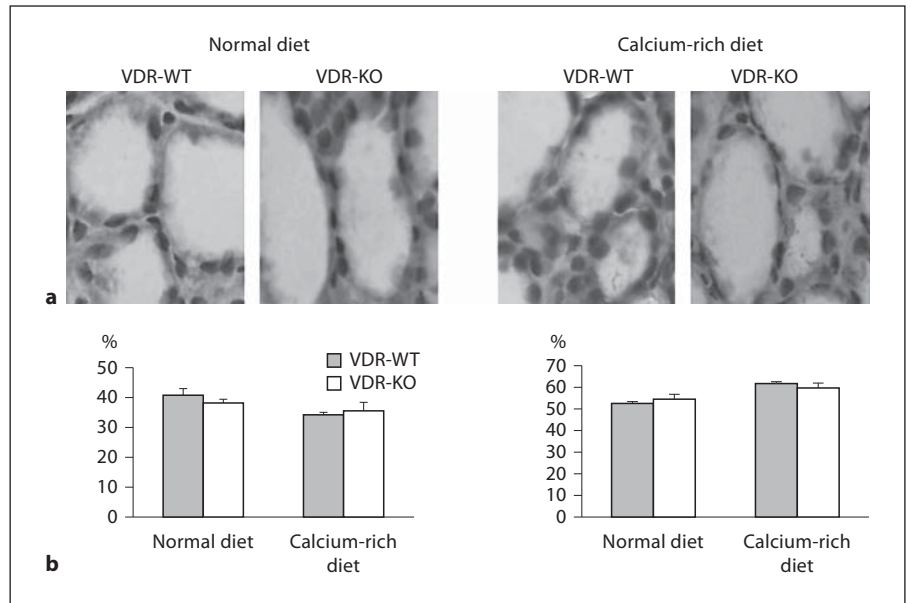 Normal diet
Calcium-rich diet
VDR-WT
VDR-KO
VDR-WT
VDR-KO
a
%
50
40
30
20
10
0
VDR-WT
VDR-KO
Normal diet
Calcium-rich
diet
%
70
60
50
40
30
20
10
0
Normal diet
Calcium-rich
diet
b